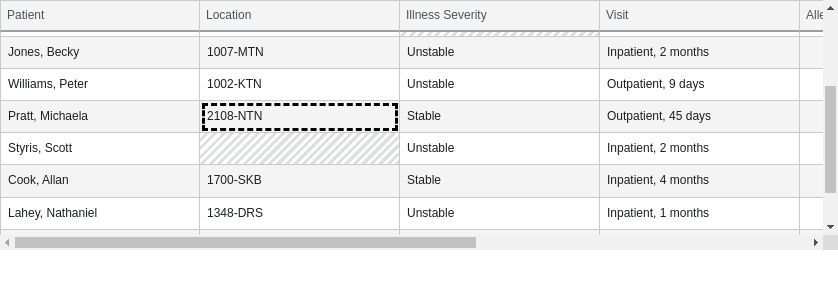 Patient Location Illness Severity Visit Alle
Jones, Becky 1007-MTN Unstable Inpatient, 2 months
Williams, Peter 1002-KTN Unstable Outpatient, 9 days
Pratt, Michaela 2108-NTN Stable Outpatient, 45 days
Styris, Scott Unstable Inpatient, 2 months
Cook, Allan 1700-SKB Stable Inpatient, 4 months
Lahey, Nathaniel 1348-DRS Unstable Inpatient, 1 months